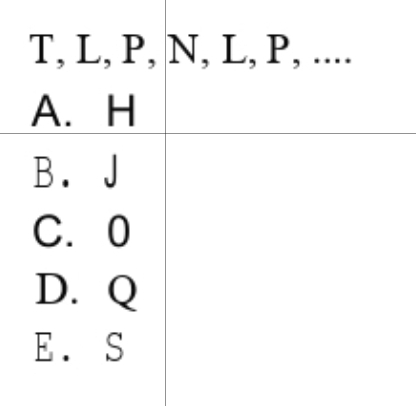 T, L, P, N, L, P, ....
A. H
B. J
C. 0
D. Q
E. S